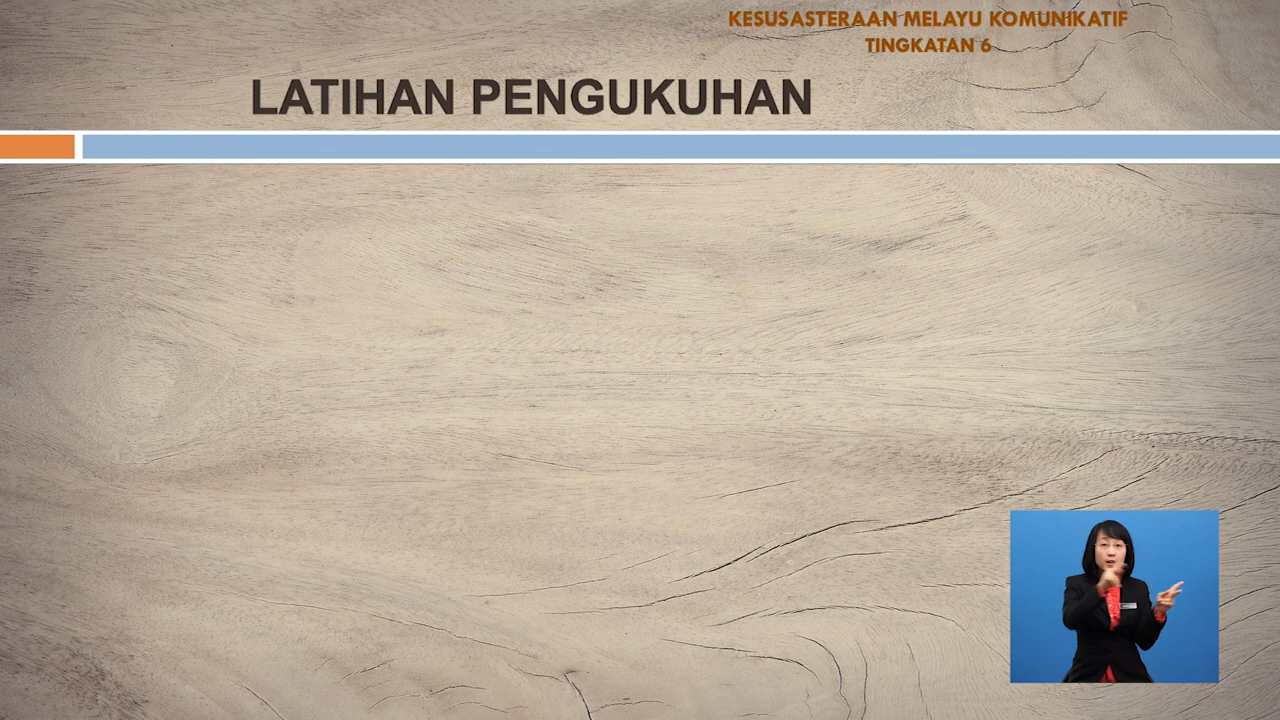 KESUSASTERAAN MELAYU KOMUNIKATIF
TINGKATAN 6
LATIHAN PENGUKUHAN